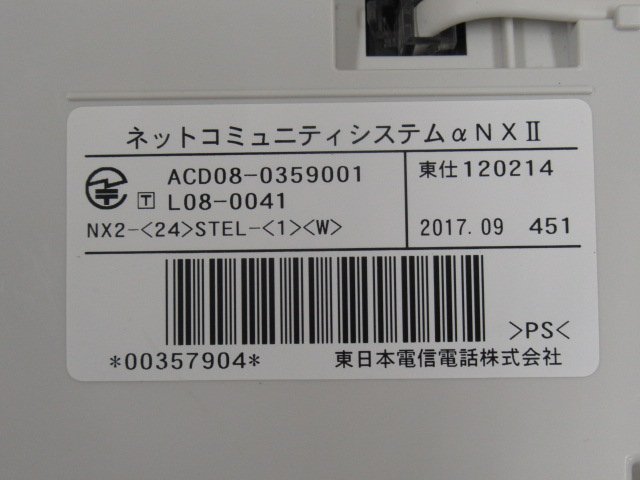 ネットコミュニティシステムαNXⅡ
ACD08-0359001
T L08-0041
NX2-<24>STEL-<1><W>
東仕120214
2017.09 451
>PS<
*00357904*
東日本電信電話株式会社